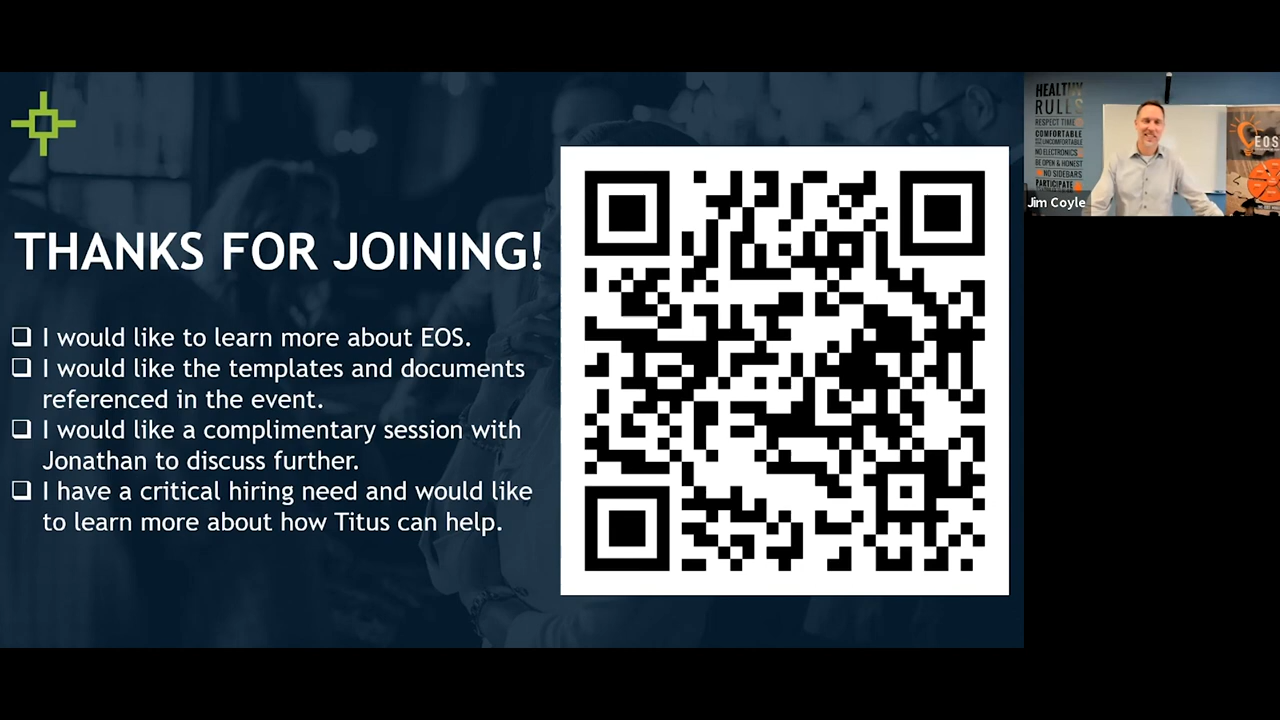 THANKS FOR JOINING!
❑ I would like to learn more about EOS.
❑ I would like the templates and documents
referenced in the event.
❑ I would like a complimentary session with
Jonathan to discuss further.
❑ I have a critical hiring need and would like
to learn more about how Titus can help.
HEALTHY
RULES
RESPECT TIME
COMFORTABLE
NO ELECTRONICS
BE OPEN & HONEST
NO SIDEBARS
PARTICIPATE
Jim Coyle
EOS